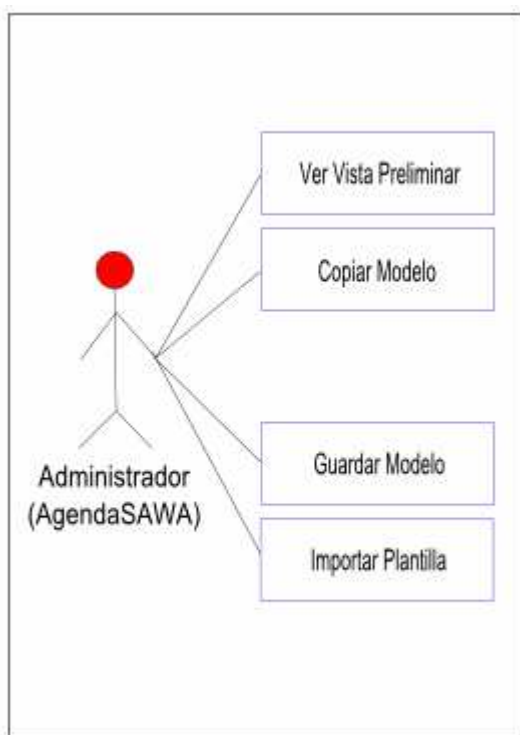 Ver Vista Preliminar
Copiar Modelo
Guardar Modelo
Importar Plantilla
Administrador
(AgendaSAWA)